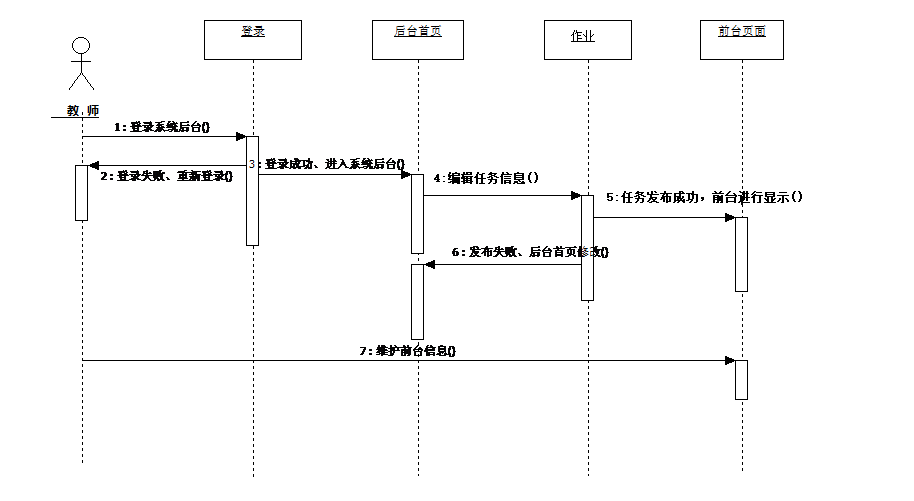 登录
后台首页
作业
前台页面
教 师
1：登录系统后台()
2：登录失败、重新登录()
3：登录成功、进入系统后台()
4:编辑任务信息()
5:任务发布成功，前台进行显示()
6：发布失败、后台首页修改()
7：维护前台信息()